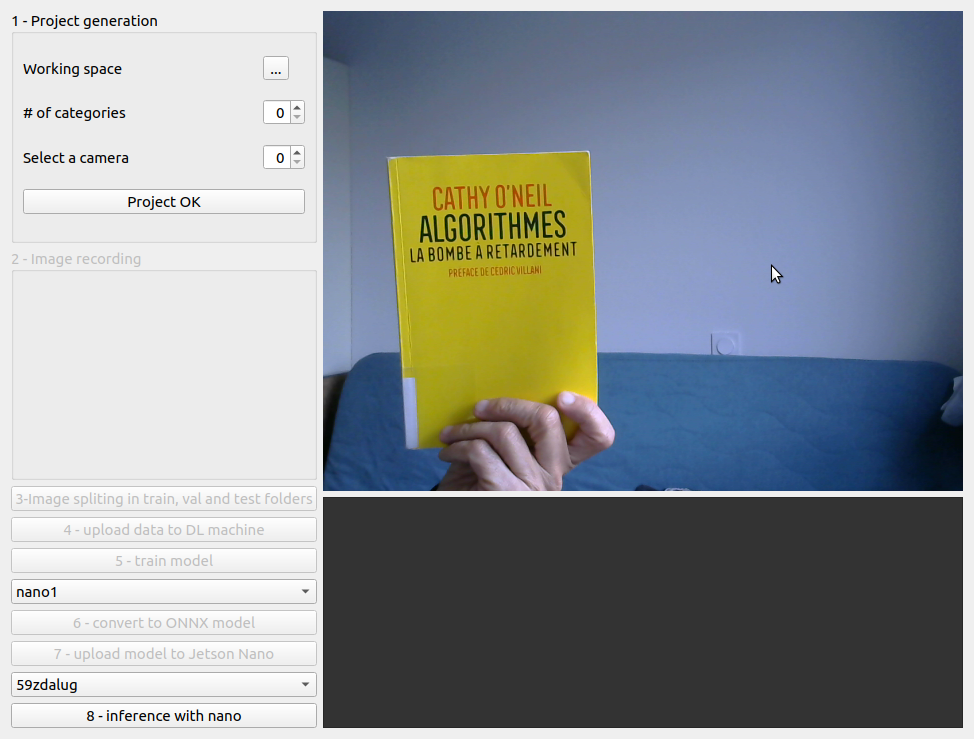 1 - Project generation
Working space
...
# of categories
0
Select a camera
0
Project OK
2 - Image recording
3-Image spliting in train, val and test folders
4 - upload data to DL machine
5 - train model
nano1
6 - convert to ONNX model
7 - upload model to Jetson Nano
59zdalug
8 - inference with nano
CATHY O'NEIL
ALGORITHMES
LA BOMBE À RETARDEMENT
PRÉFACE DE CÉDRIC VILLANI